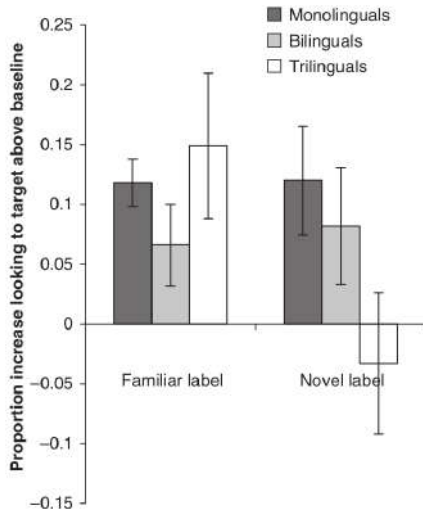 Monolinguals
Bilinguals
Trilinguals
Proportion increase looking to target above baseline
0.25
0.2
0.15
0.1
0.05
0
−0.05
−0.1
−0.15
Familiar label
Novel label